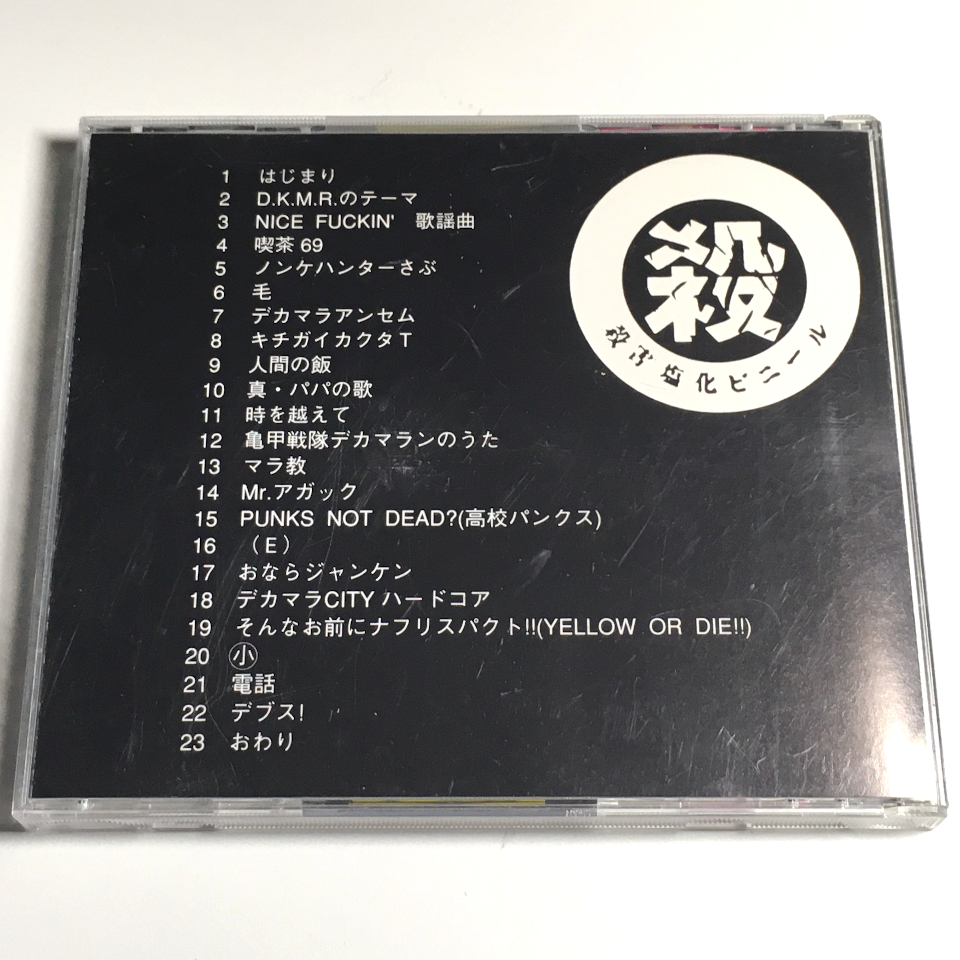 1 はじまり
2 D.K.M.R.のテーマ
3 NICE FUCKIN' 歌謡曲
4 喫茶 69
5 ノンケハンターさぶ
6 毛
7 デカマラアンセム
8 キチガイカクタT
9 人間の飯
10 真・パパの歌
11 時を越えて
12 亀甲戦隊デカマランのうた
13 マラ教
14 Mr.アガック
15 PUNKS NOT DEAD?(高校パンクス)
16 (E)
17 おならジャンケン
18 デカマラCITY ハードコア
19 そんなお前にナフリスパクト!!(YELLOW OR DIE!!)
20 ㊙小
21 電話
22 デブス!
23 おわり
殺
殺害塩化ビニール